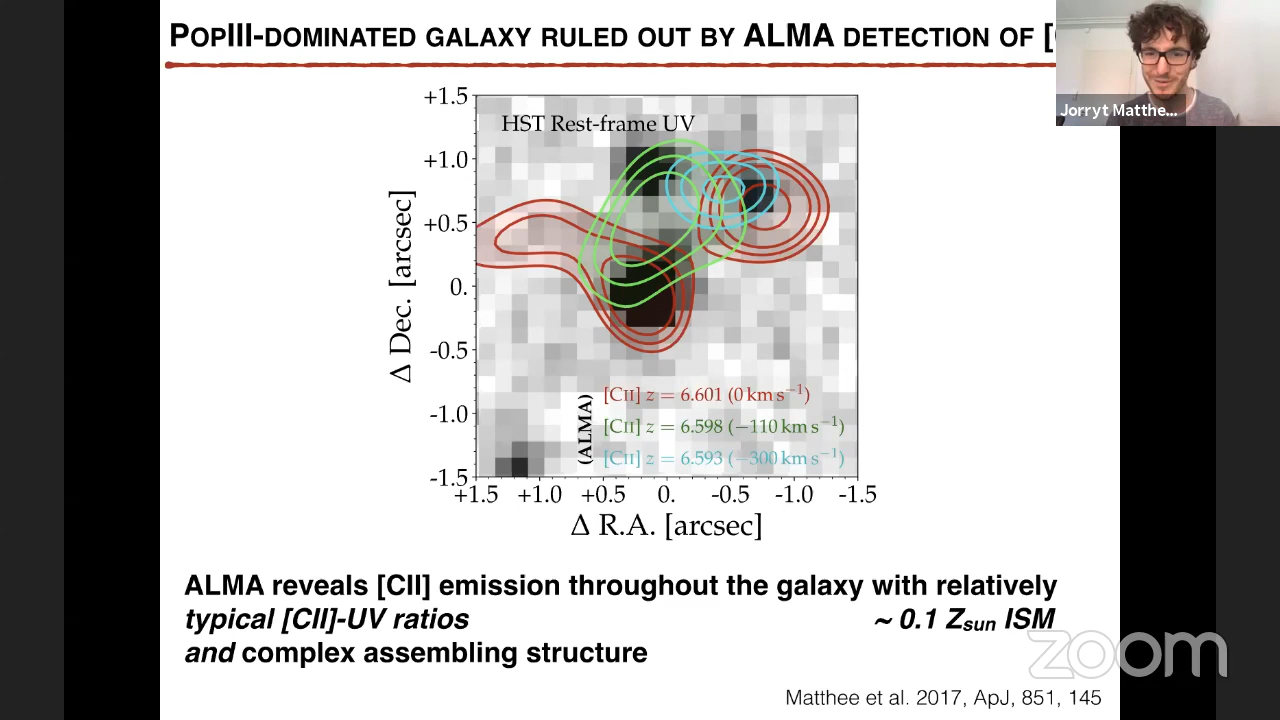 POPIII-DOMINATED GALAXY RULED OUT BY ALMA DETECTION OF [
Jorryt Matthe...
HST Rest-frame UV
+1.5
+1.0
+0.5
0.
-0.5
-1.0
-1.5
Δ Dec. [arcsec]
(ALMA)
[CII] z = 6.601 (0 km s−1)
[CII] z = 6.598 (−110 km s−1)
[CII] z = 6.593 (−300 km s−1)
+1.5 +1.0 +0.5 0. -0.5 -1.0 -1.5
Δ R.A. [arcsec]
ALMA reveals [CII] emission throughout the galaxy with relatively
typical [CII]-UV ratios ~ 0.1 Zsun ISM
and complex assembling structure
zoom
Matthee et al. 2017, ApJ, 851, 145